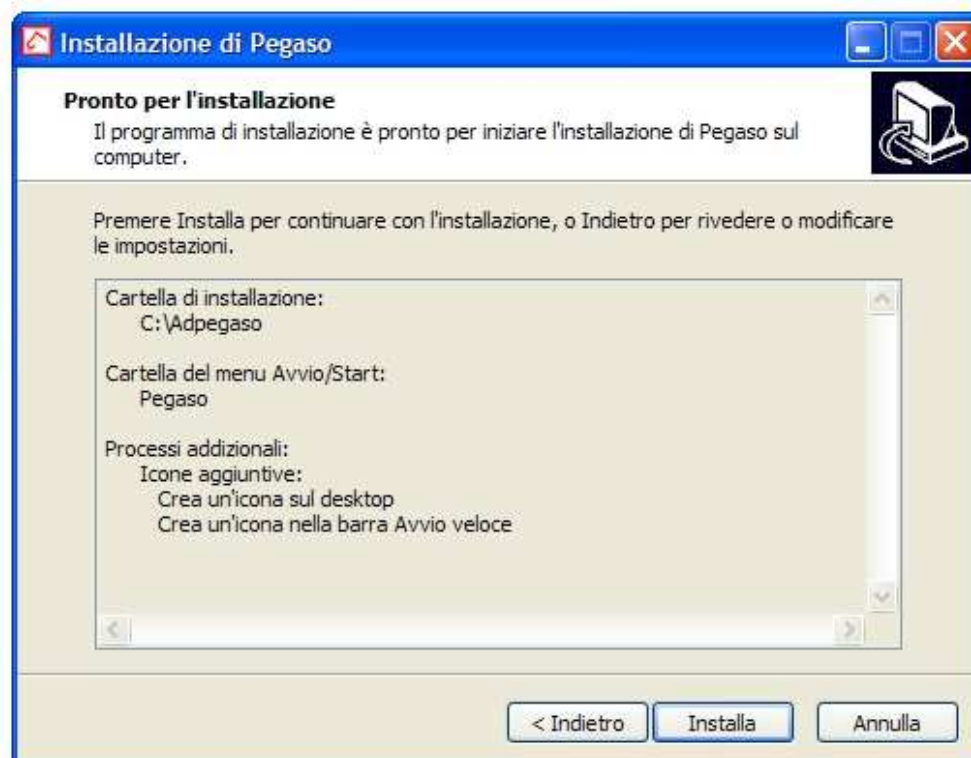 Installazione di Pegaso
Pronto per l'installazione
Il programma di installazione è pronto per iniziare l'installazione di Pegaso sul
computer.
Premere Installa per continuare con l'installazione, o Indietro per rivedere o modificare
le impostazioni.
Cartella di installazione:
C:\Adpegaso
Cartella del menu Avvio/Start:
Pegaso
Processi addizionali:
Icone aggiuntive:
Crea un'icona sul desktop
Crea un'icona nella barra Avvio veloce
< Indietro
Installa
Annulla